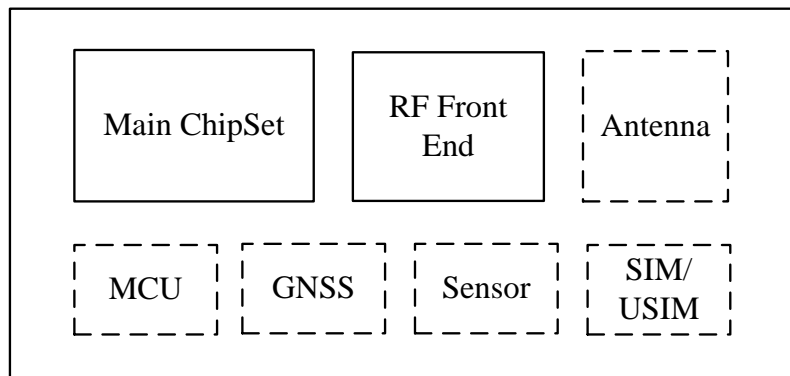 Main ChipSet
RF Front
End
Antenna
MCU
GNSS
Sensor
SIM/
USIM